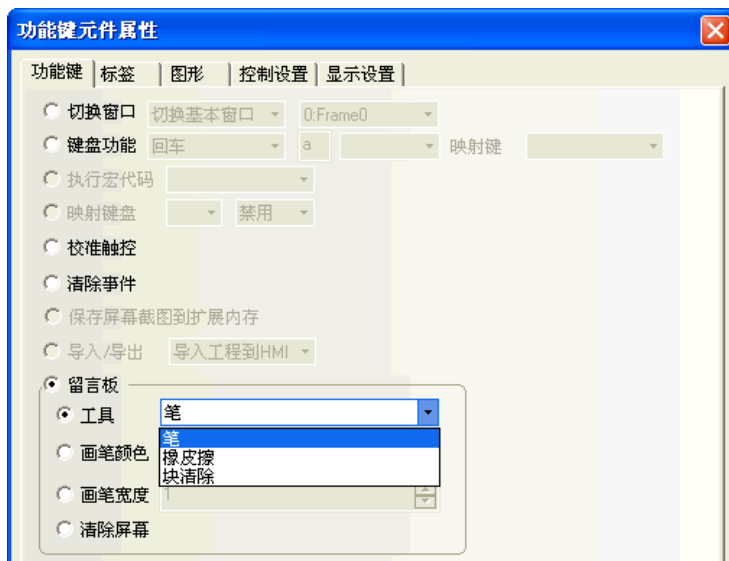 功能键元件属性
功能键 标签 图形 控制设置 显示设置
切换窗口 切换基本窗口 0:Frame0
键盘功能 回车 a 映射键
执行宏代码
映射键盘 禁用
校准触控
清除事件
保存屏幕截图到扩展内存
导入/导出 导入工程到HMI
留言板
工具 笔
笔
画笔颜色 橡皮擦
块清除
画笔宽度 1
清除屏幕